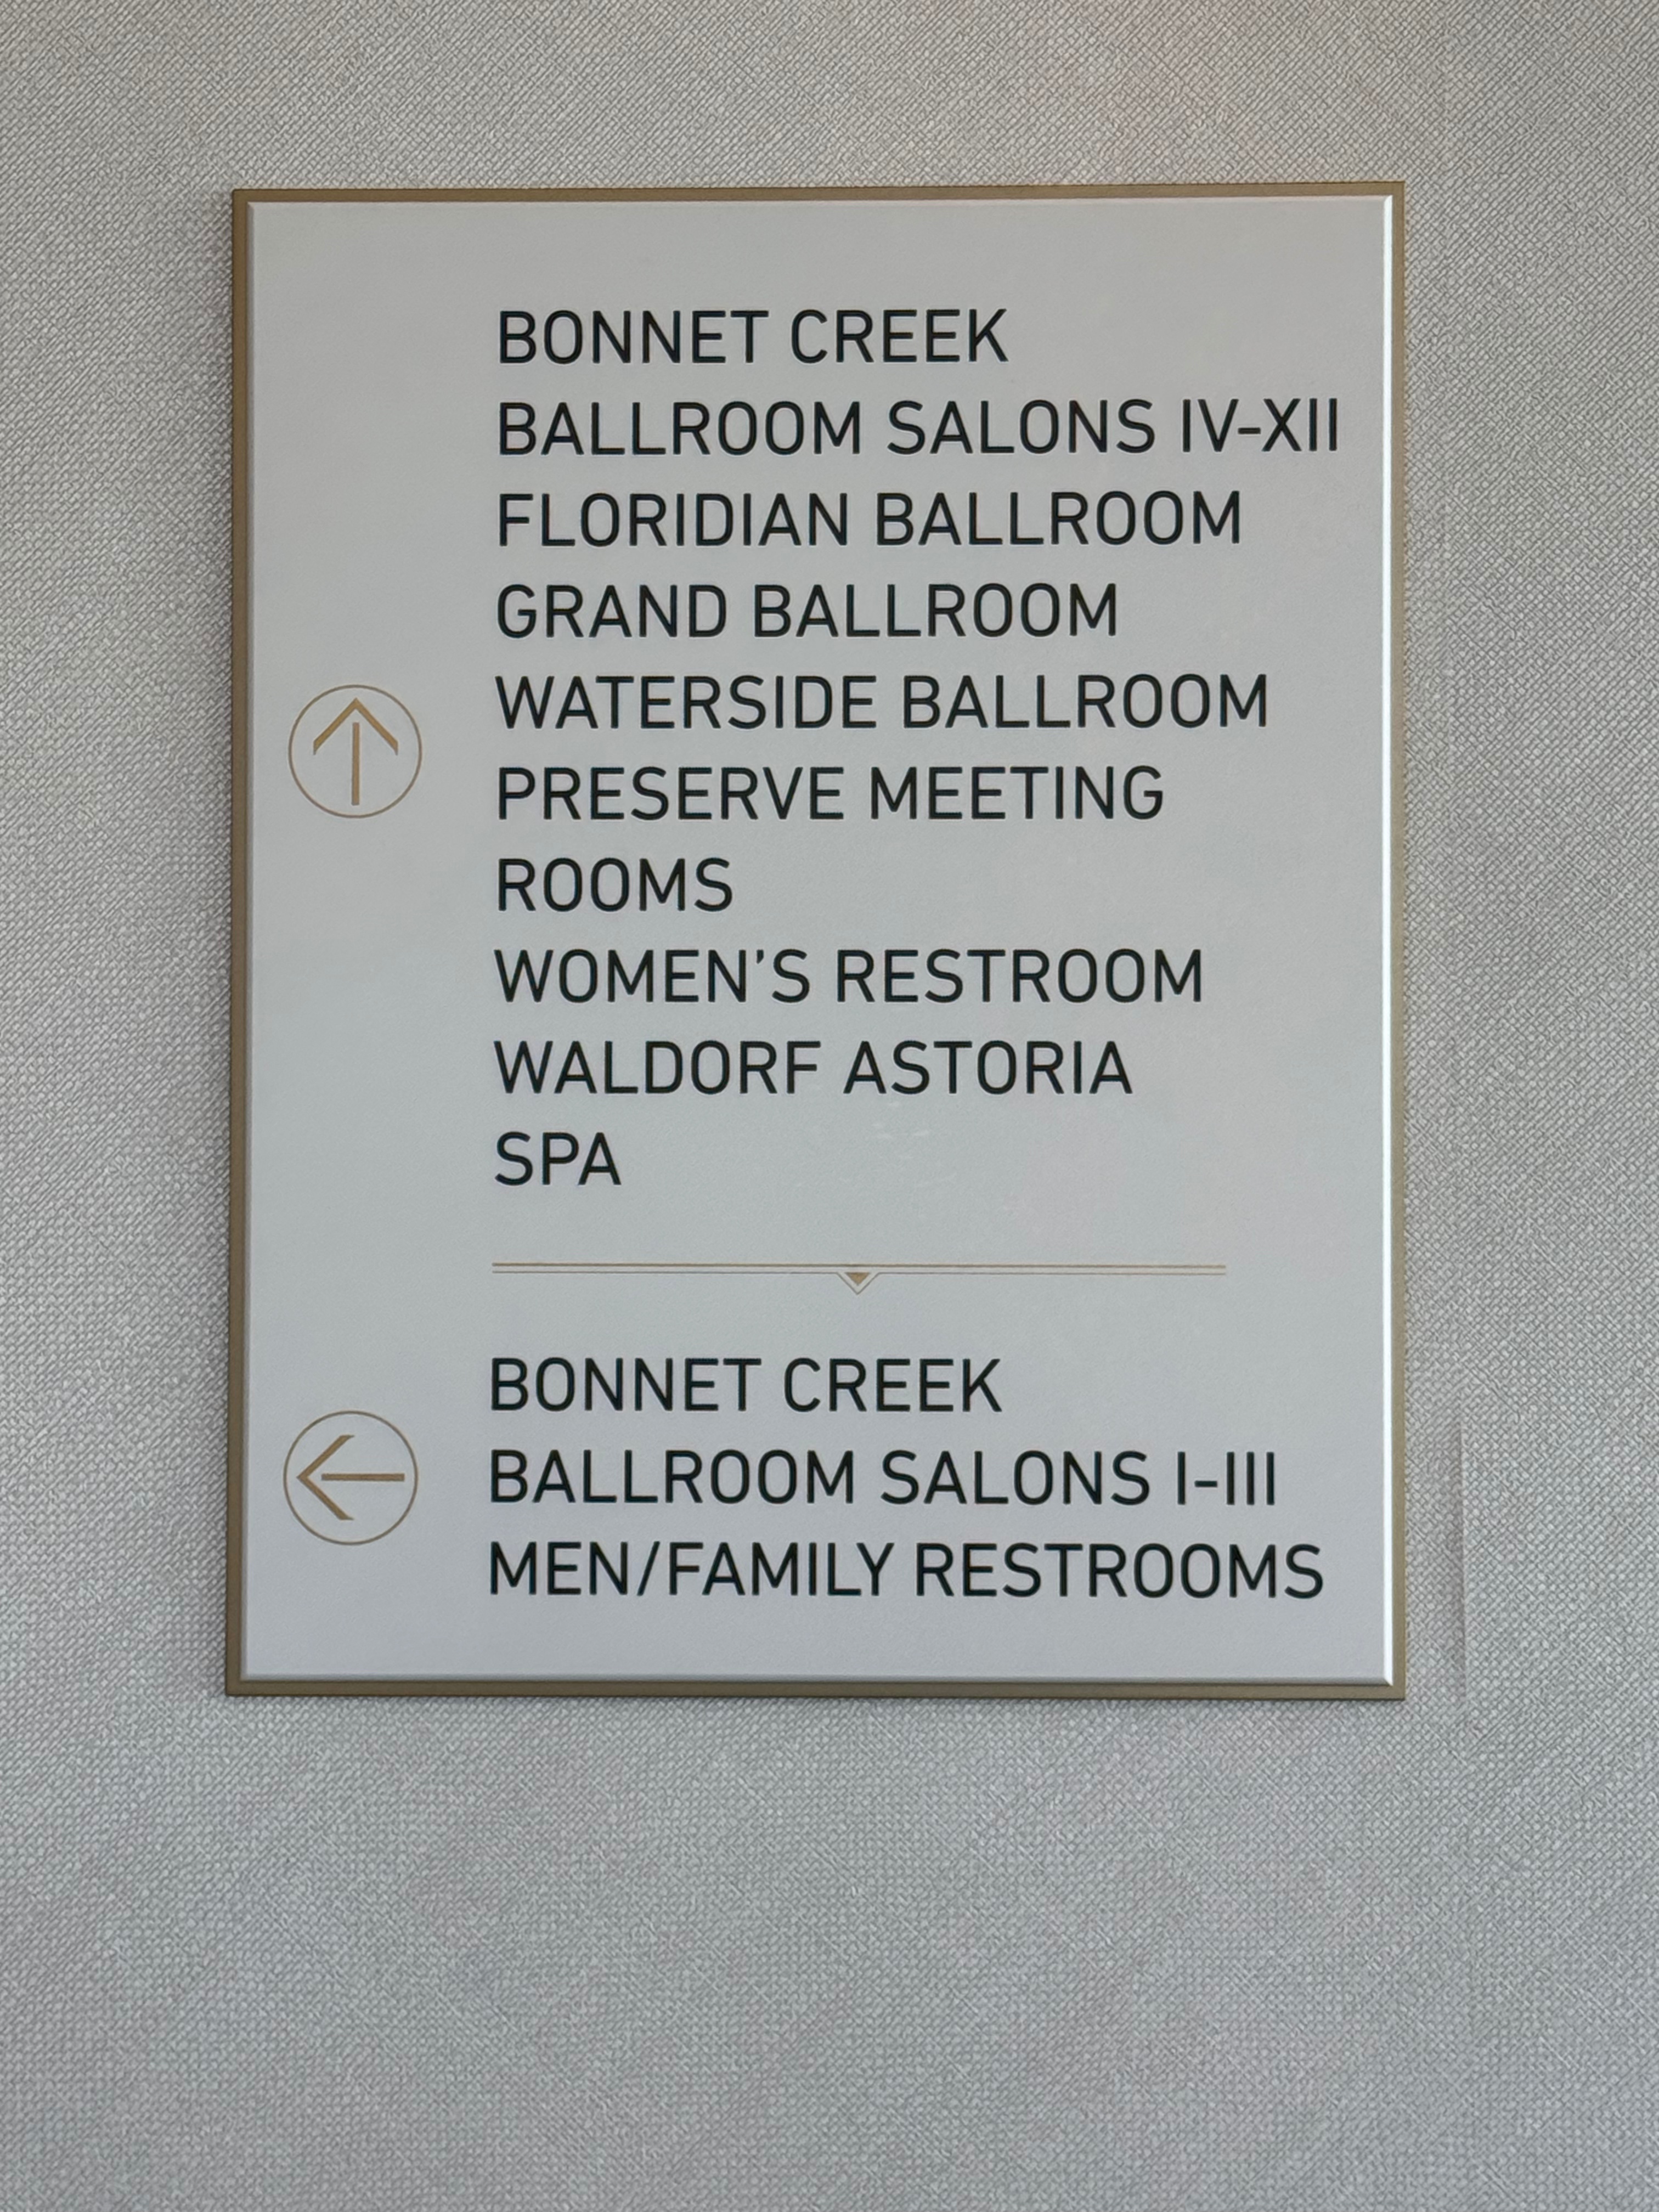 BONNET CREEK
BALLROOM SALONS IV-XII
FLORIDIAN BALLROOM
GRAND BALLROOM
WATERSIDE BALLROOM
PRESERVE MEETING
ROOMS
WOMEN'S RESTROOM
WALDORF ASTORIA
SPA
BONNET CREEK
BALLROOM SALONS I-III
MEN/FAMILY RESTROOMS